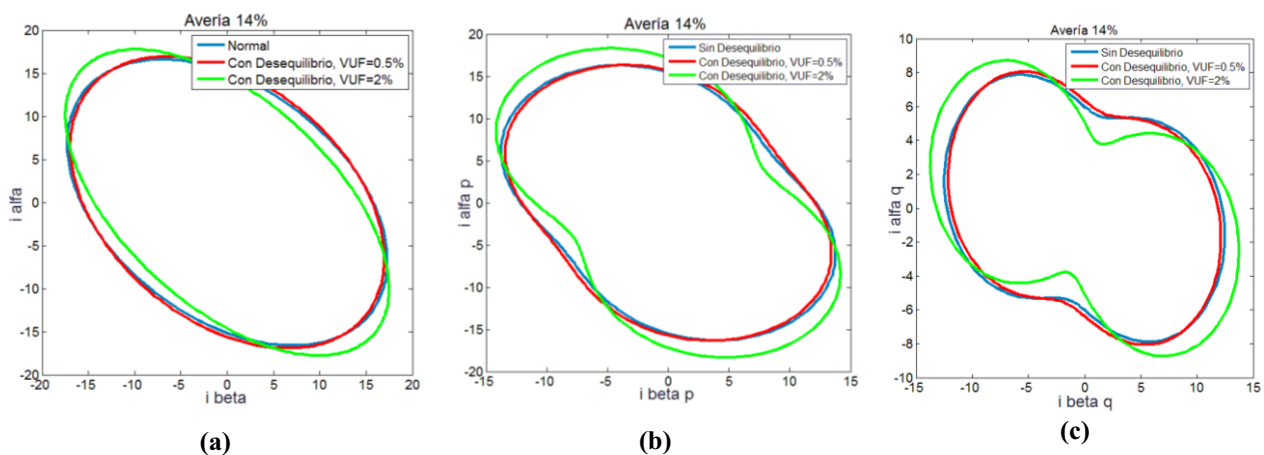 Avería 14%
Normal
Con Desequilibrio, VUF=0.5%
Con Desequilibrio, VUF=2%
20
15
10
5
0
-5
-10
-15
-20
i alfa
-20
-15
-10
-5
0
5
10
15
20
i beta
(a)
Avería 14%
Sin Desequilibrio
Con Desequilibrio, VUF=0.5%
Con Desequilibrio, VUF=2%
20
15
10
5
0
-5
-10
-15
-20
i alfa p
-15
-10
-5
0
5
10
15
i beta p
(b)
Avería 14%
Sin Desequilibrio
Con Desequilibrio, VUF=0.5%
Con Desequilibrio, VUF=2%
10
8
6
4
2
0
-2
-4
-6
-8
-10
i alfa q
-15
-10
-5
0
5
10
15
i beta q
(c)